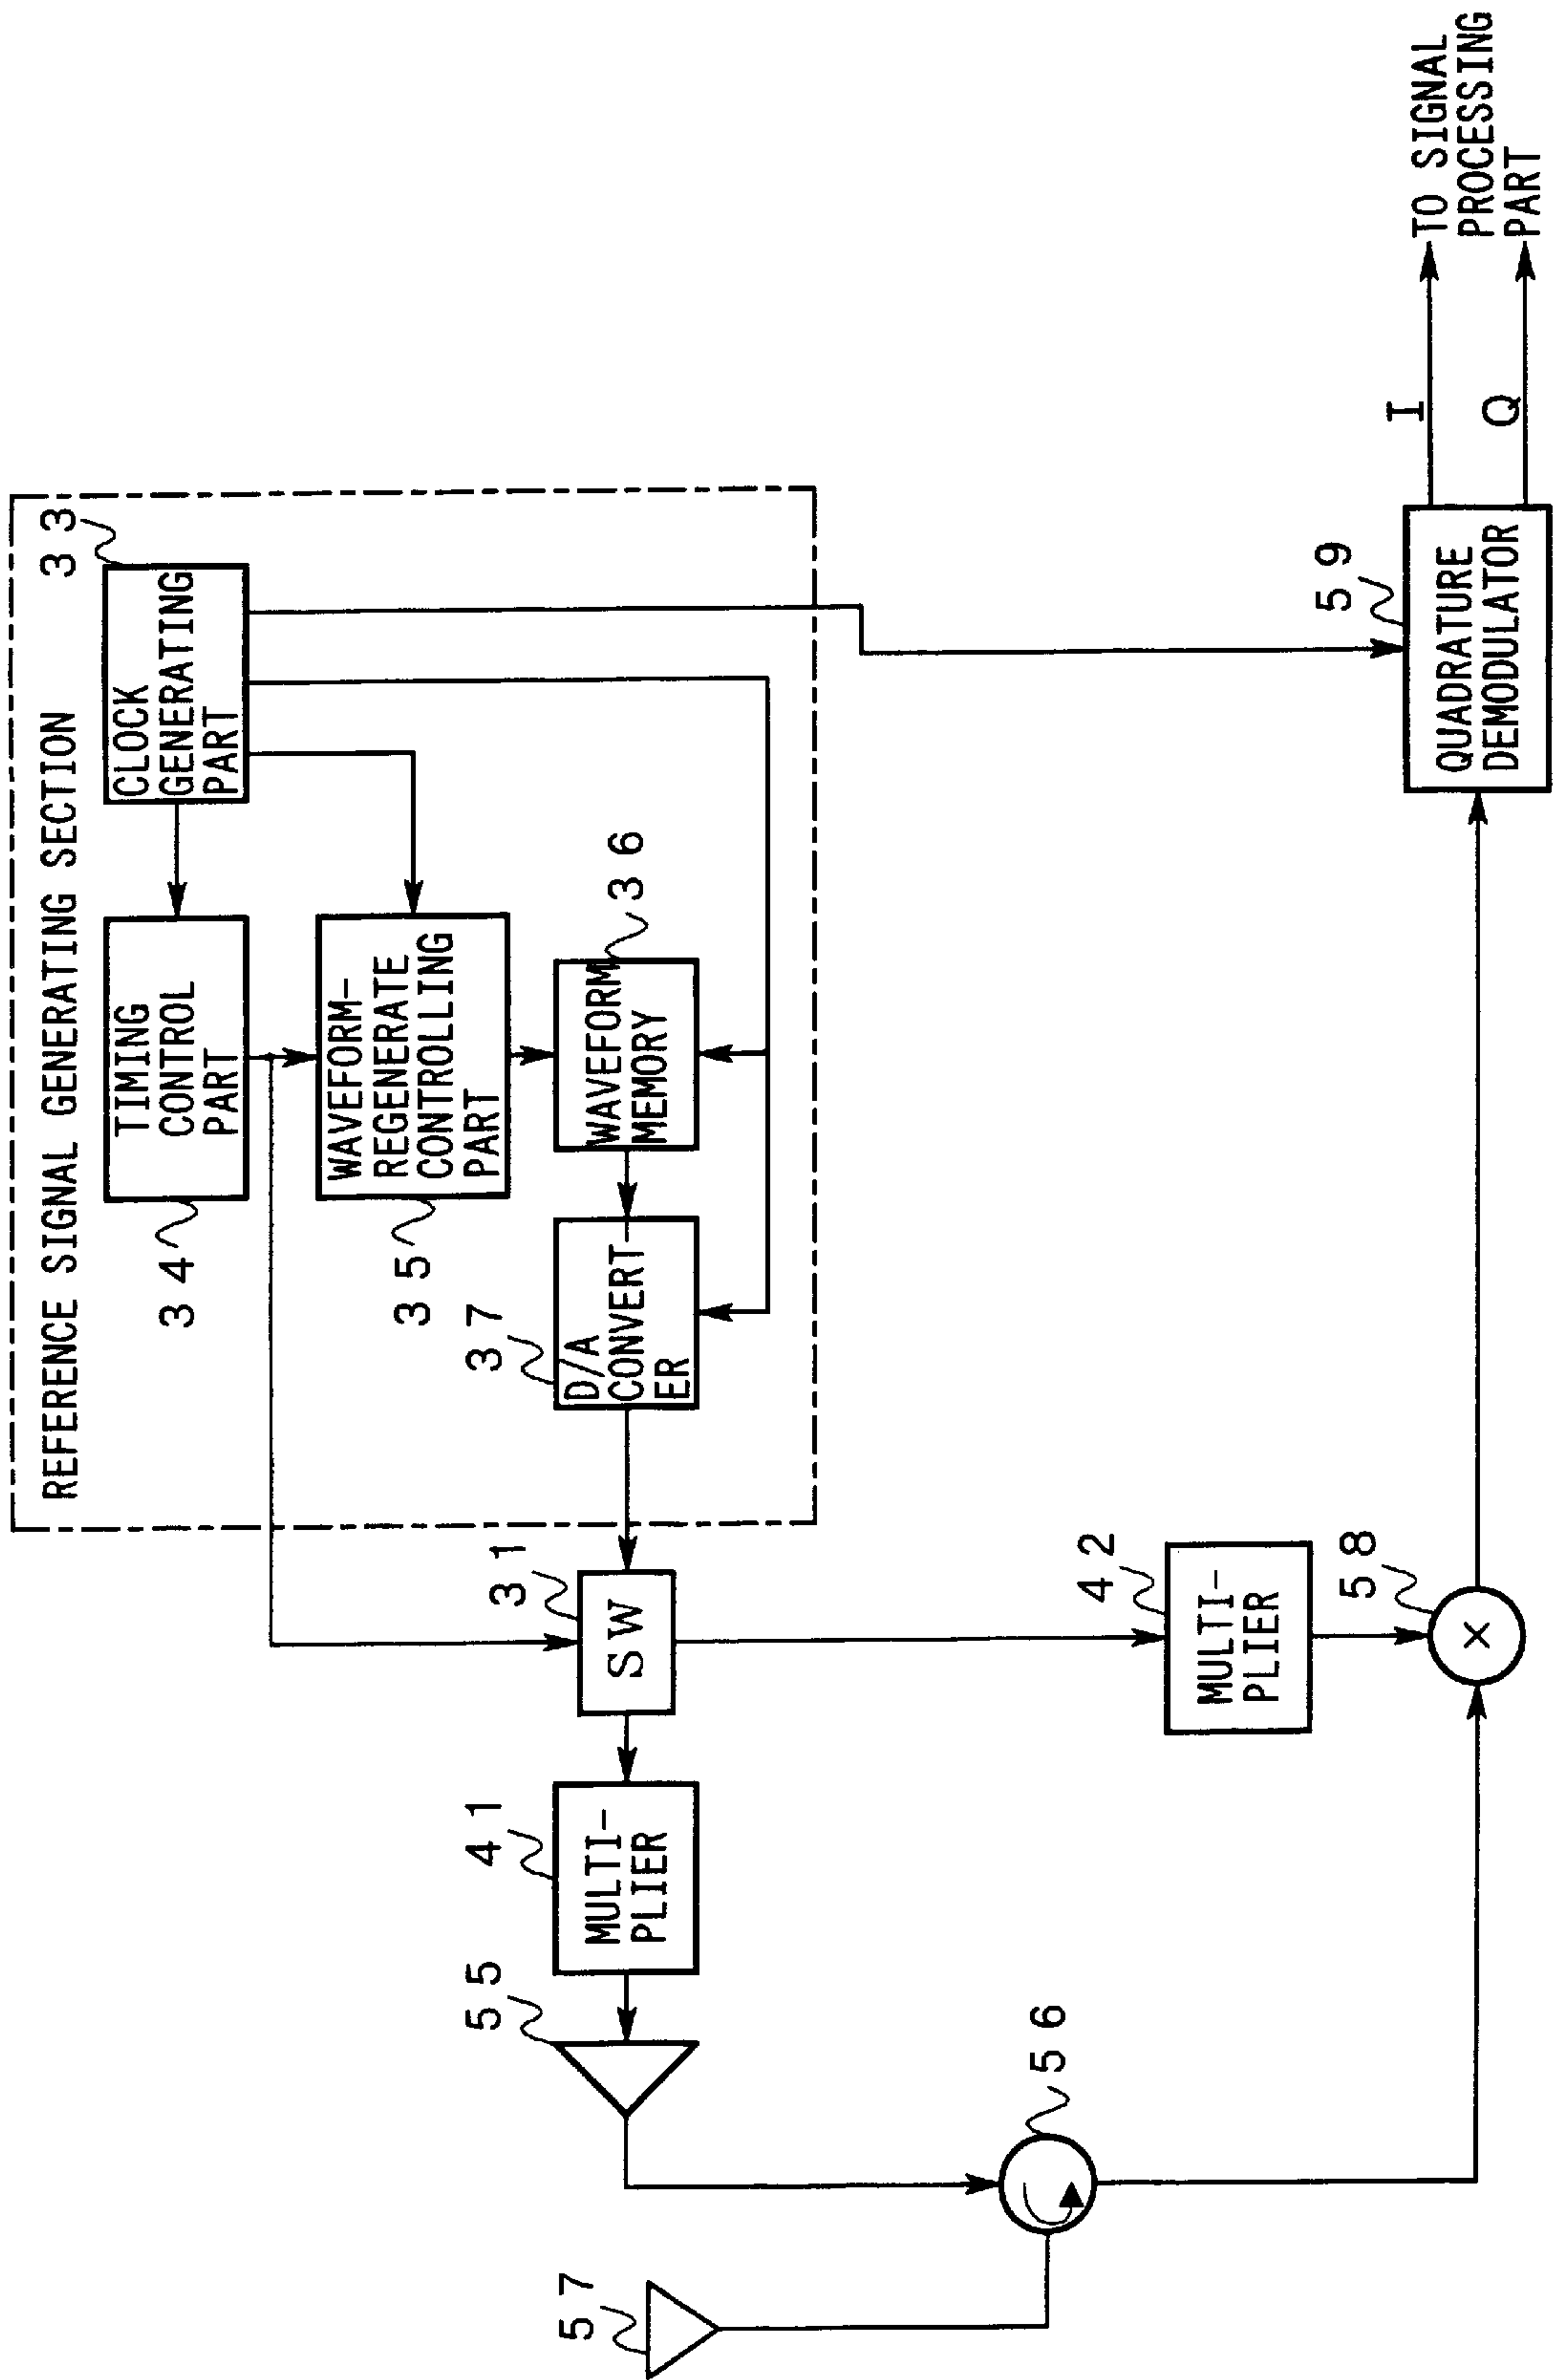 REFERENCE SIGNAL GENERATING SECTION
33
CLOCK
GENERATING
PART
34
TIMING
CONTROL
PART
35
WAVEFORM-
REGENERATE
CONTROLLING
PART
36
WAVEFORM
MEMORY
37
D/A
CONVERT-
ER
31
SW
41
MULTI-
PLIER
55
57
56
42
MULTI-
PLIER
58
×
59
QUADRATURE
DEMODULATOR
I
Q
TO SIGNAL
PROCESSING
PART